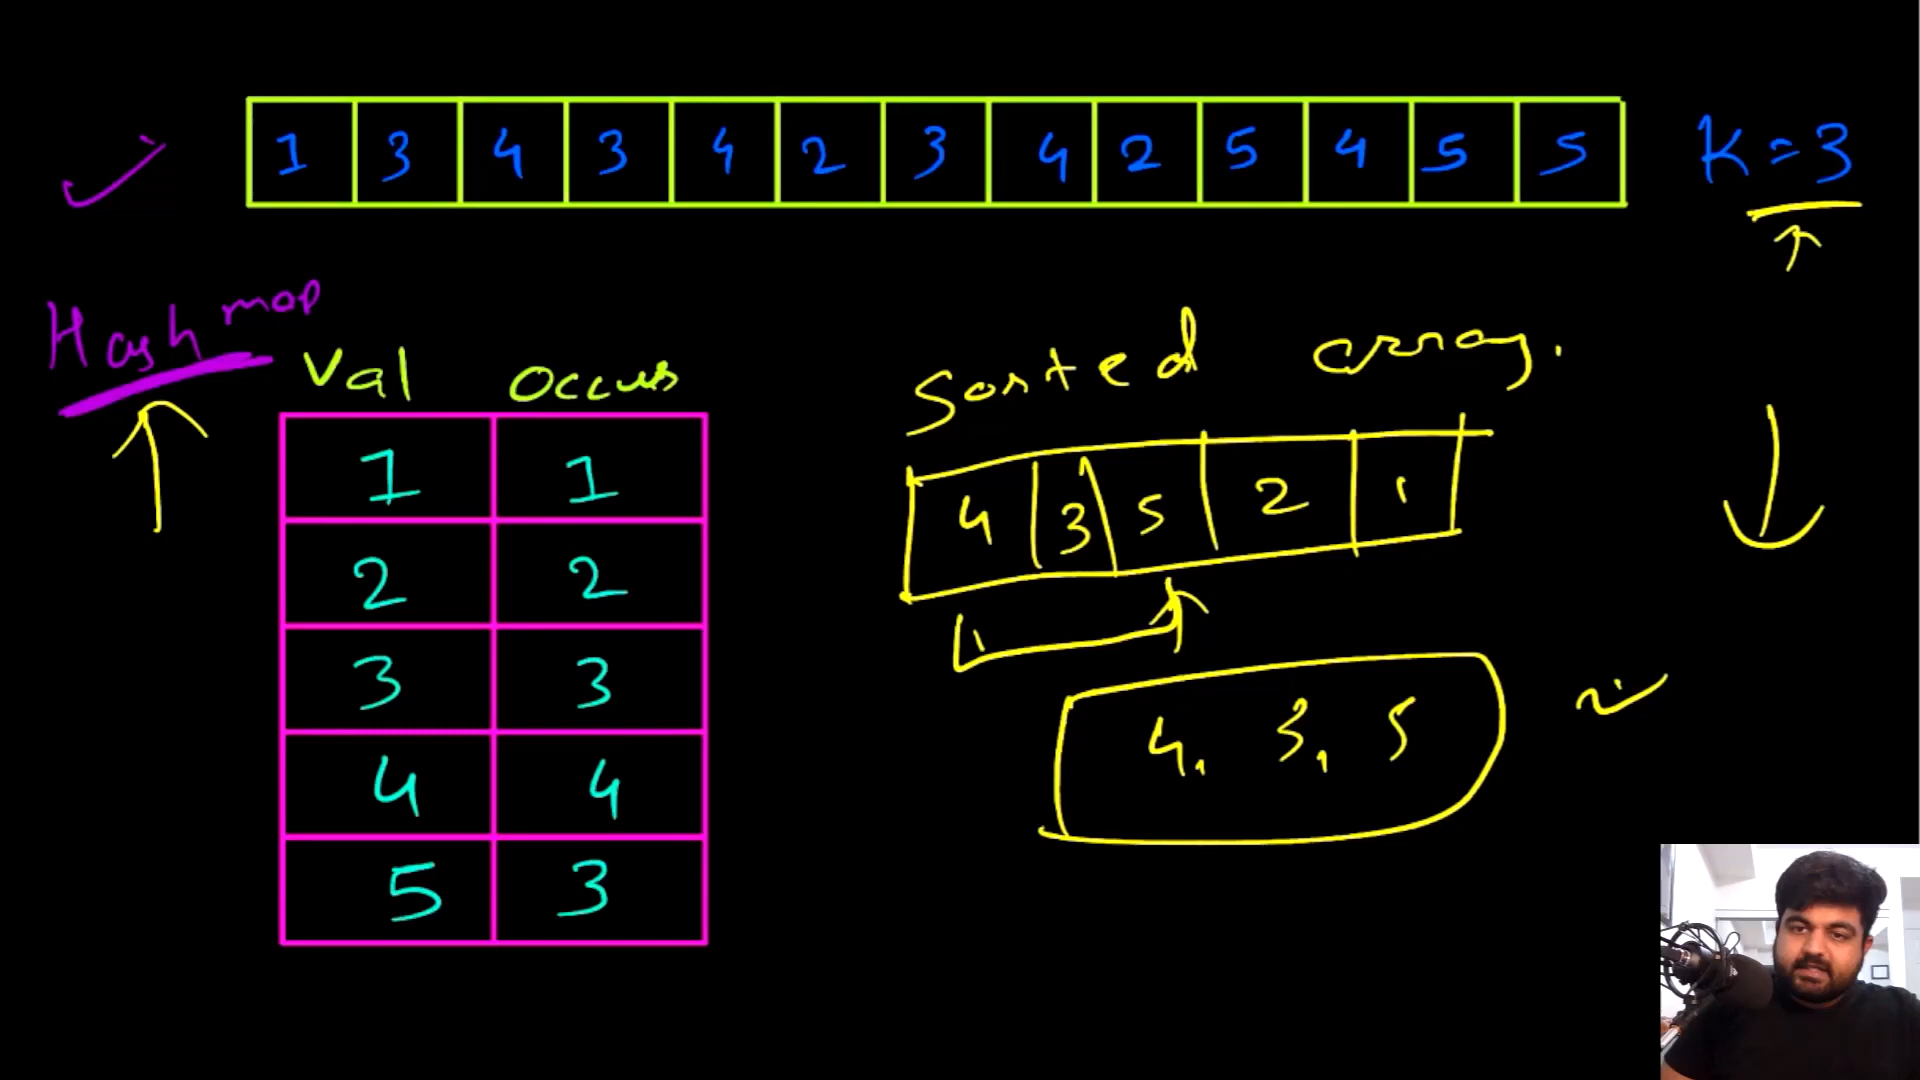 1 3 4 3 4 2 3 4 2 5 4 5 5 K=3
Hash map
Val Occurs
1 1
2 2
3 3
4 4
5 3
Sorted array.
4 3 5 2 1
4, 3, 5